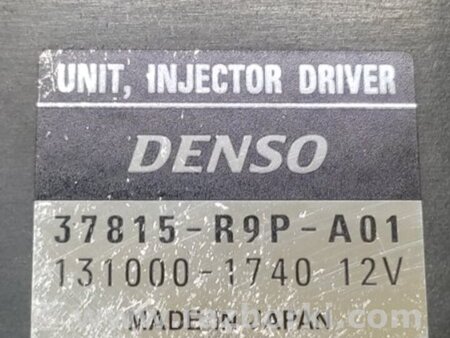 UNIT, INJECTOR DRIVER
DENSO
37815-R9P-A01
131000-1740 12V
MADE IN JAPAN